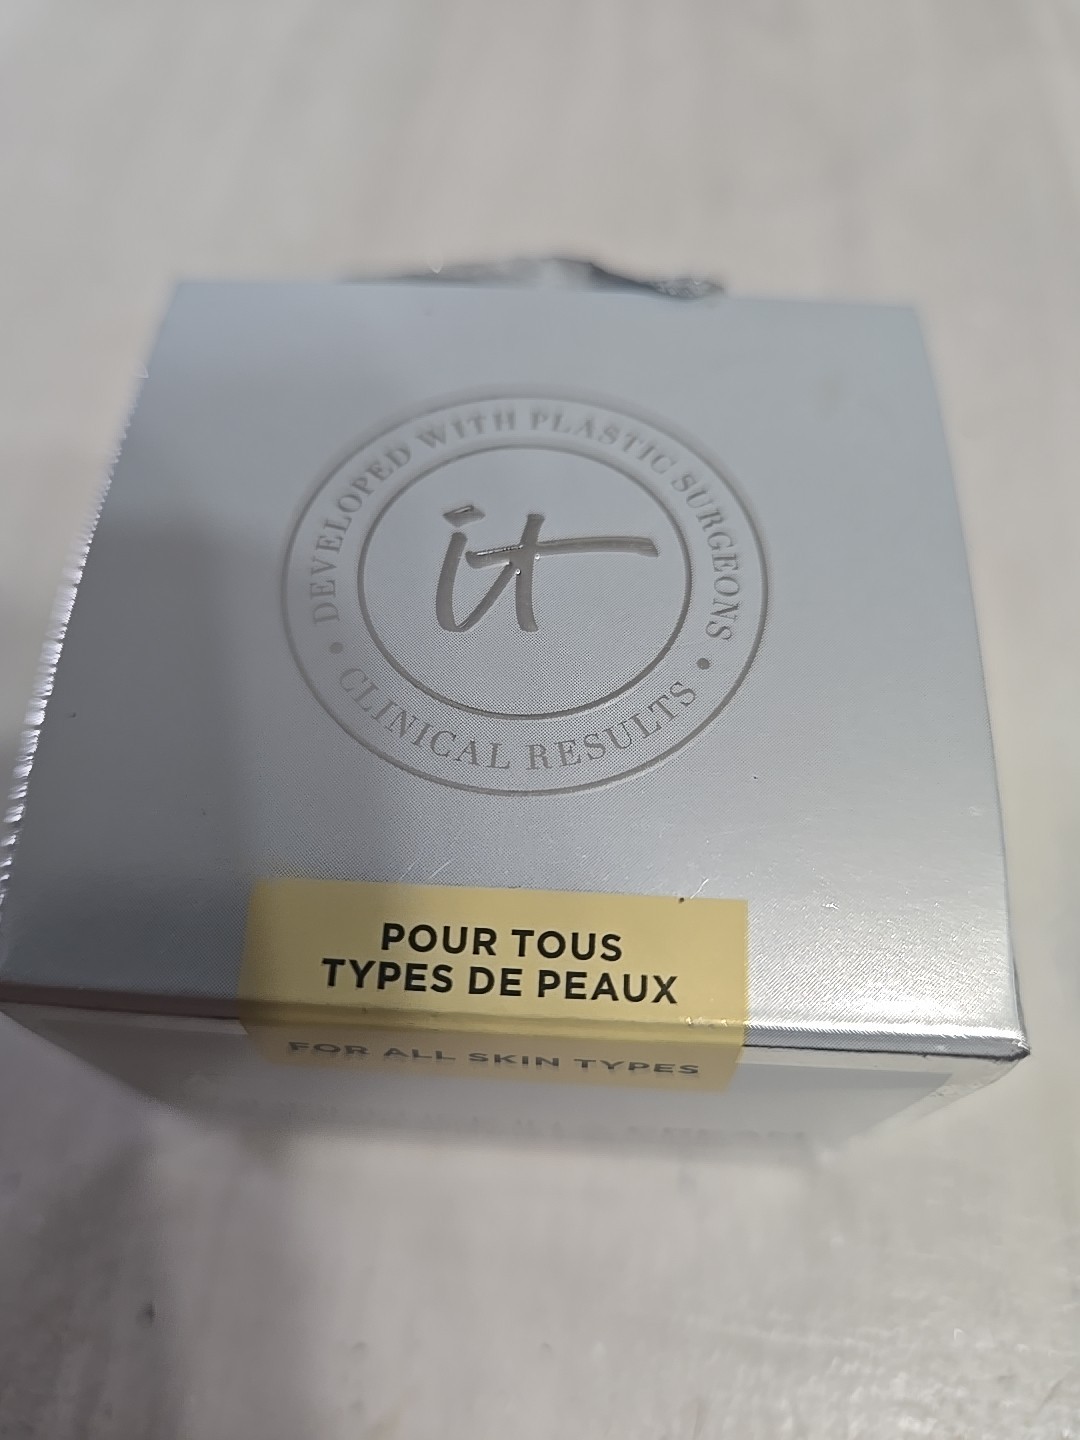 DEVELOPED WITH PLASTIC SURGEONS
it
• CLINICAL RESULTS •
POUR TOUS
TYPES DE PEAUX
FOR ALL SKIN TYPES